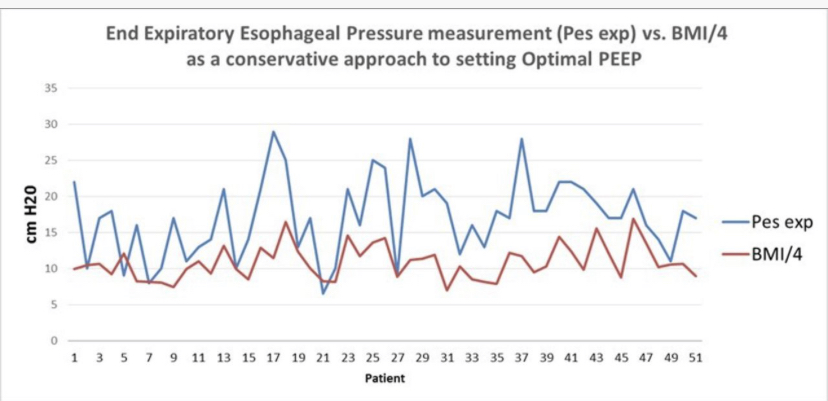 End Expiratory Esophageal Pressure measurement (Pes exp) vs. BMI/4
as a conservative approach to setting Optimal PEEP
35
30
25
20
15
10
5
0
cm H20
1 3 5 7 9 11 13 15 17 19 21 23 25 27 29 31 33 35 37 39 41 43 45 47 49 51
Patient
Pes exp
BMI/4